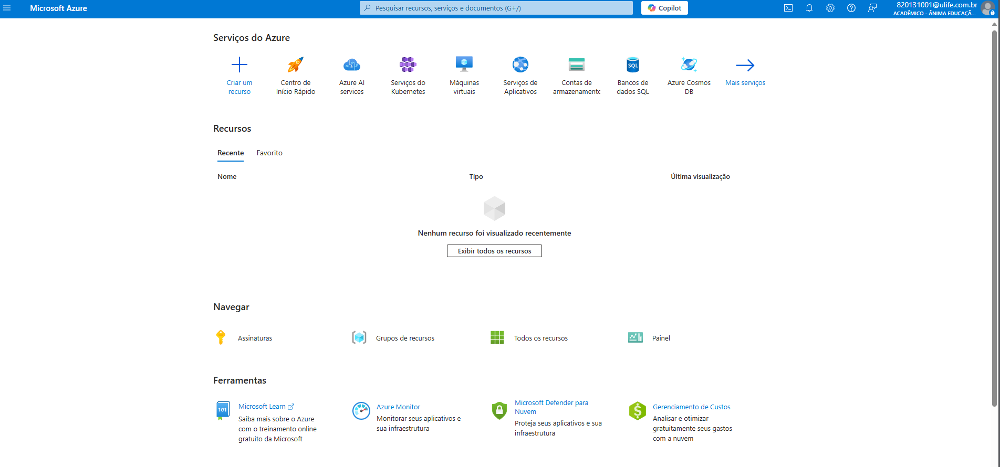 Microsoft Azure
Pesquisar recursos, serviços e documentos (G+/)
Copilot
820131001@ulife.com.br
ACADÊMICO - ÂNIMA EDUCAÇÃ...
Serviços do Azure
Criar um
recurso
Centro de
Início Rápido
Azure AI
services
Serviços do
Kubernetes
Máquinas
virtuais
Serviços de
Aplicativos
Contas de
armazenamento
SQL
Bancos de
dados SQL
Azure Cosmos
DB
Mais serviços
Recursos
Recente
Favorito
Nome
Tipo
Última visualização
Nenhum recurso foi visualizado recentemente
Exibir todos os recursos
Navegar
Assinaturas
Grupos de recursos
Todos os recursos
Painel
Ferramentas
101
Microsoft Learn
Saiba mais sobre o Azure
com o treinamento online
gratuito da Microsoft
Azure Monitor
Monitorar seus aplicativos e
sua infraestrutura
Microsoft Defender para
Nuvem
Proteja seus aplicativos e sua
infraestrutura
$
Gerenciamento de Custos
Analisar e otimizar
gratuitamente seus gastos
com a nuvem